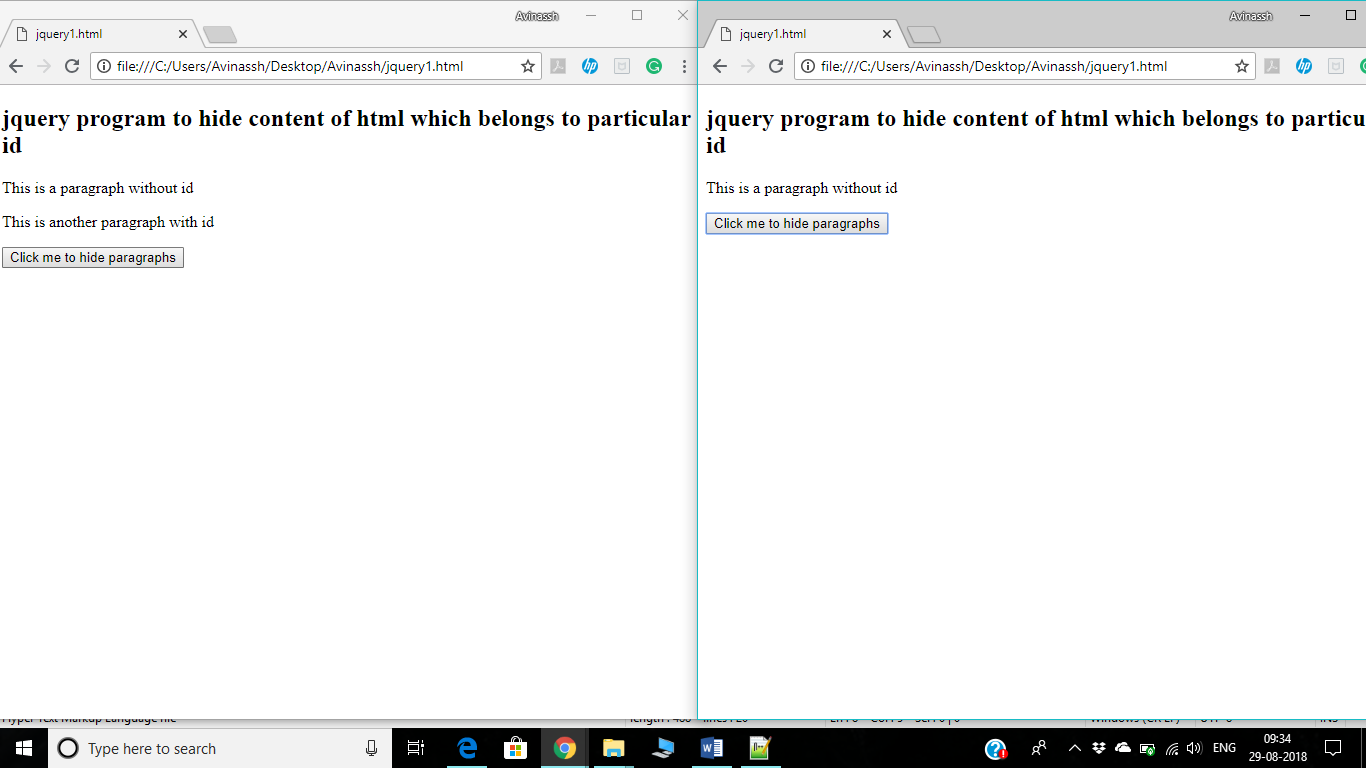 Avinassh
jquery1.html
file:///C:/Users/Avinassh/Desktop/Avinassh/jquery1.html
hp
jquery program to hide content of html which belongs to particular
id
This is a paragraph without id
This is another paragraph with id
Click me to hide paragraphs
Avinassh
jquery1.html
file:///C:/Users/Avinassh/Desktop/Avinassh/jquery1.html
hp
jquery program to hide content of html which belongs to particu
id
This is a paragraph without id
Click me to hide paragraphs
Type here to search
ENG
09:34
29-08-2018